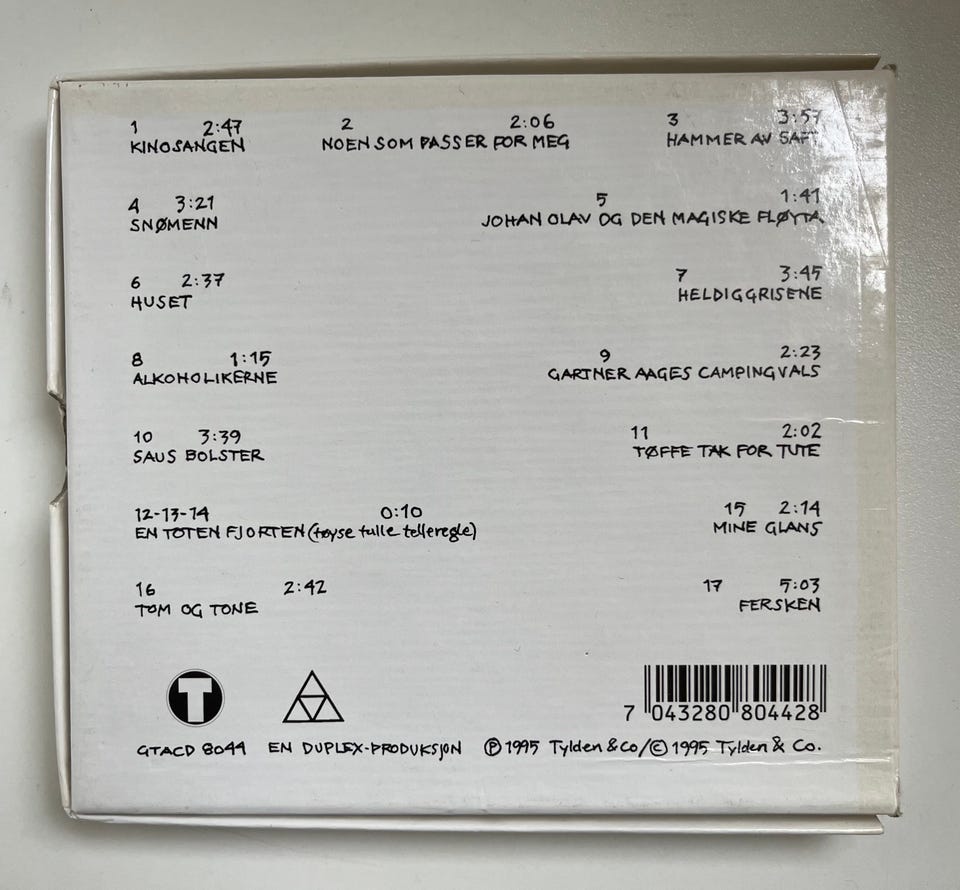 1 2:47 2 2:06 3 3:57
KINOSANGEN NOEN SOM PASSER FOR MEG HAMMER AV SAFT
4 3:21 5 1:41
SNØMENN JOHAN OLAV OG DEN MAGISKE FLØYTA
6 2:37 7 3:45
HUSET HELDIGGRISENE
8 1:15 9 2:23
ALKOHOLIKERNE GARTNER AAGES CAMPINGVALS
10 3:39 11 2:02
SAUS BOLSTER TØFFE TAK FOR TUTE
12-13-14 0:10 15 2:14
EN TOTEN FJORTEN (tøyse tulle telleregle) MINE GLANS
16 2:42 17 5:03
TOM OG TONE FERSKEN
T
7 043280 804428
GTACD 8044 EN DUPLEX-PRODUKSJON ℗ 1995 Tylden & Co/© 1995 Tylden & Co.